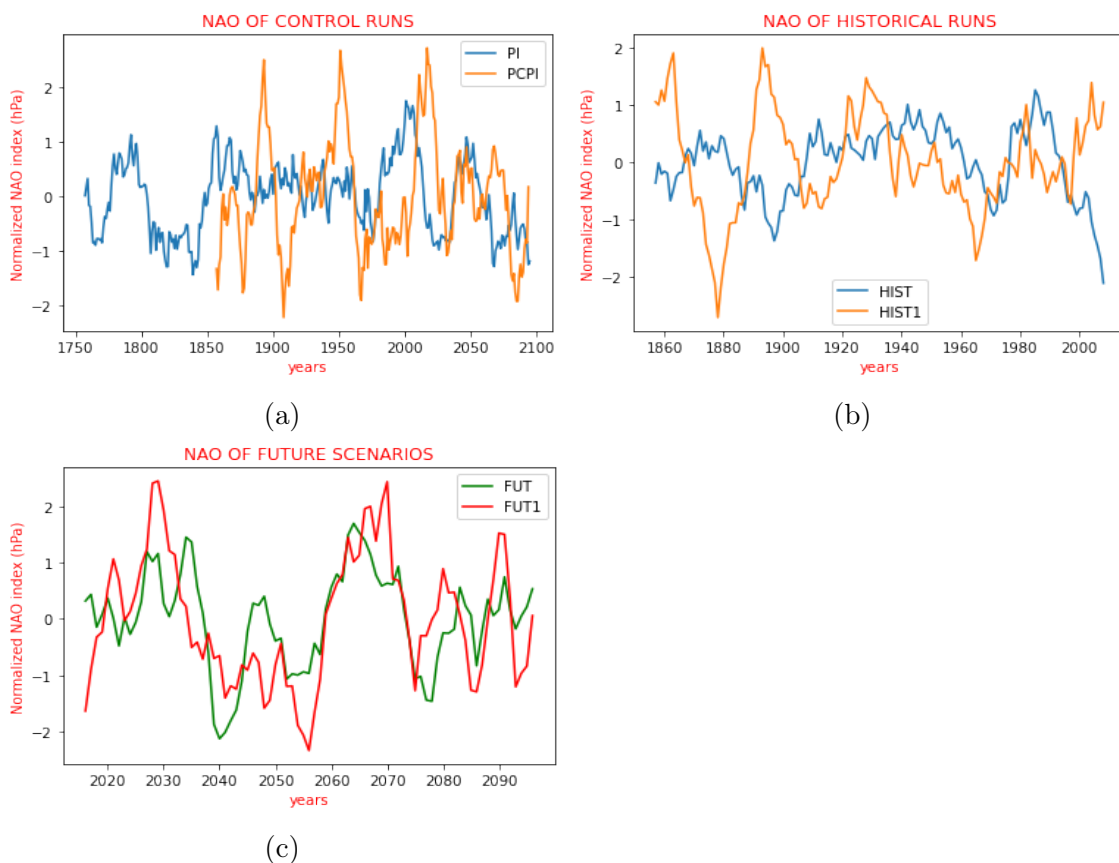 NAO OF CONTROL RUNS
Normalized NAO index (hPa)
2
1
0
−1
−2
PI
PCPI
1750 1800 1850 1900 1950 2000 2050 2100
years
(a)
NAO OF HISTORICAL RUNS
Normalized NAO index (hPa)
2
1
0
−1
−2
HIST
HIST1
1860 1880 1900 1920 1940 1960 1980 2000
years
(b)
NAO OF FUTURE SCENARIOS
Normalized NAO index (hPa)
2
1
0
−1
−2
FUT
FUT1
2020 2030 2040 2050 2060 2070 2080 2090
years
(c)